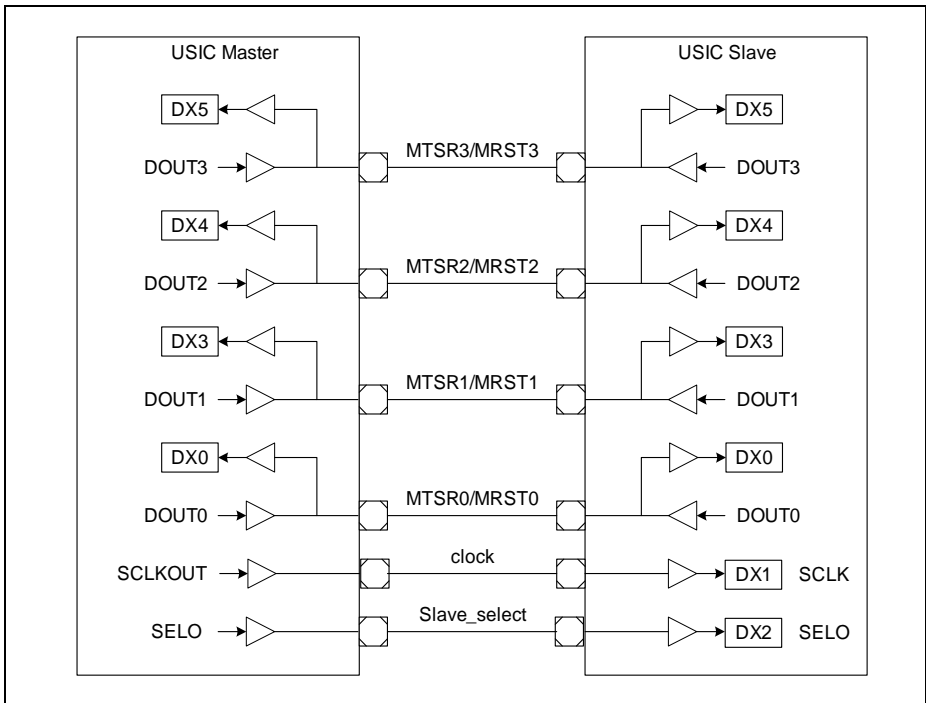 USIC Master
USIC Slave
DX5
DX5
MTSR3/MRST3
DOUT3
DOUT3
DX4
DX4
MTSR2/MRST2
DOUT2
DOUT2
DX3
DX3
MTSR1/MRST1
DOUT1
DOUT1
DX0
DX0
MTSR0/MRST0
DOUT0
DOUT0
clock
SCLKOUT
DX1
SCLK
Slave_select
SELO
DX2
SELO